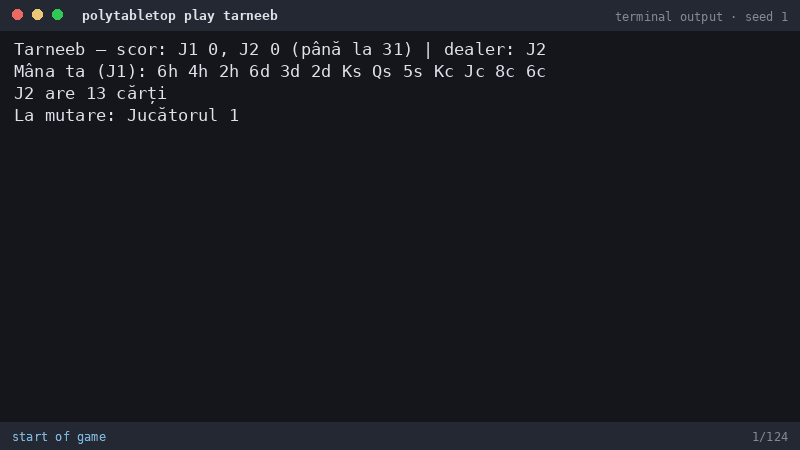 polytabletop play tarneeb
terminal output · seed 1
Tarneeb — scor: J1 0, J2 0 (până la 31) | dealer: J2
Mâna ta (J1): 6h 4h 2h 6d 3d 2d Ks Qs 5s Kc Jc 8c 6c
J2 are 13 cărți
La mutare: Jucătorul 1
start of game
1/124